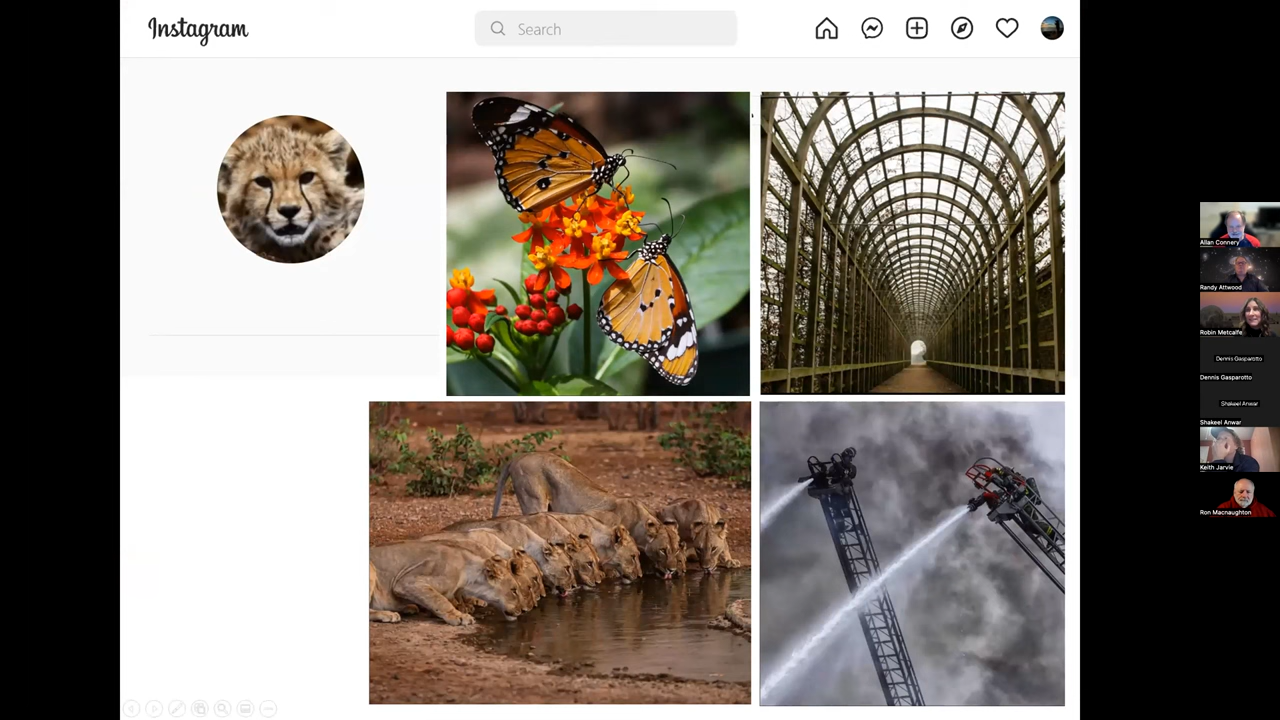 Instagram
Search
Allan Connery
Randy Attwood
Robin Metcalfe
Dennis Gasparotto
Dennis Gasparotto
Shakeel Anwar
Shakeel Anwar
Keith Jarvie
Ron Macnaughton